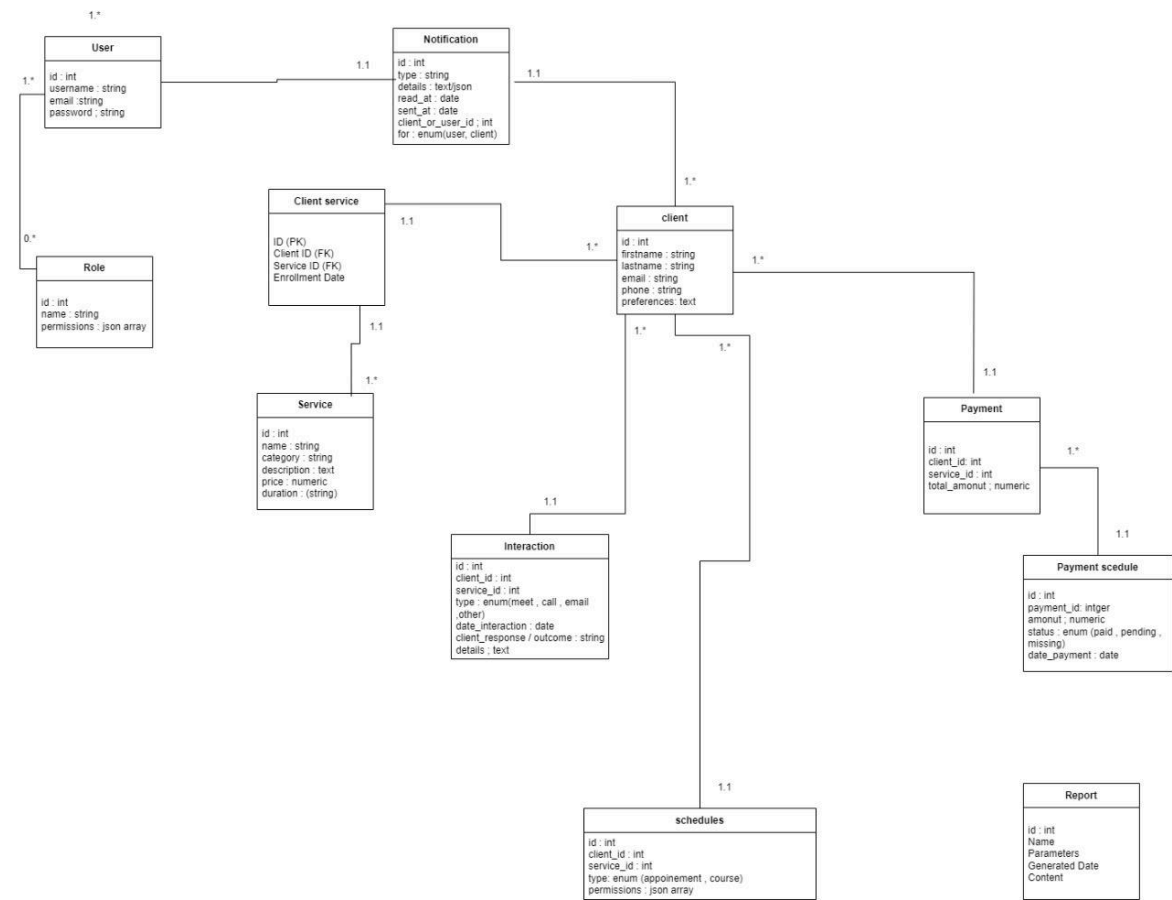 1.*
User
id : int
username : string
email :string
password ; string
1.*
1.1
Notification
id : int
type : string
details : text/json
read_at : date
sent_at : date
client_or_user_id ; int
for : enum(user, client)
1.1
1.*
0.*
Role
id : int
name : string
permissions : json array
Client service
ID (PK)
Client ID (FK)
Service ID (FK)
Enrollment Date
1.1
1.*
client
id : int
firstname : string
lastname : string
email : string
phone : string
preferences: text
1.*
1.*
1.*
1.1
1.*
Service
id : int
name : string
category : string
description : text
price : numeric
duration : (string)
1.1
Payment
id : int
client_id: int
service_id : int
total_amonut ; numeric
1.*
1.1
1.1
Interaction
id : int
client_id : int
service_id : int
type : enum(meet , call , email
,other)
date_interaction : date
client_response / outcome : string
details ; text
Payment scedule
id : int
payment_id: intger
amonut ; numeric
status : enum (paid , pending ,
missing)
date_payment : date
1.1
schedules
id : int
client_id : int
service_id : int
type: enum (appoinement , course)
permissions : json array
Report
id : int
Name
Parameters
Generated Date
Content